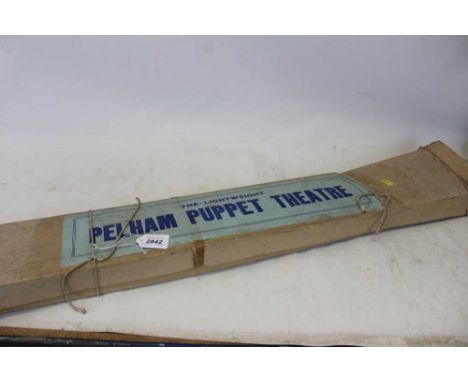 THE LIGHTWEIGHT
PELHAM PUPPET THEATRE
2842